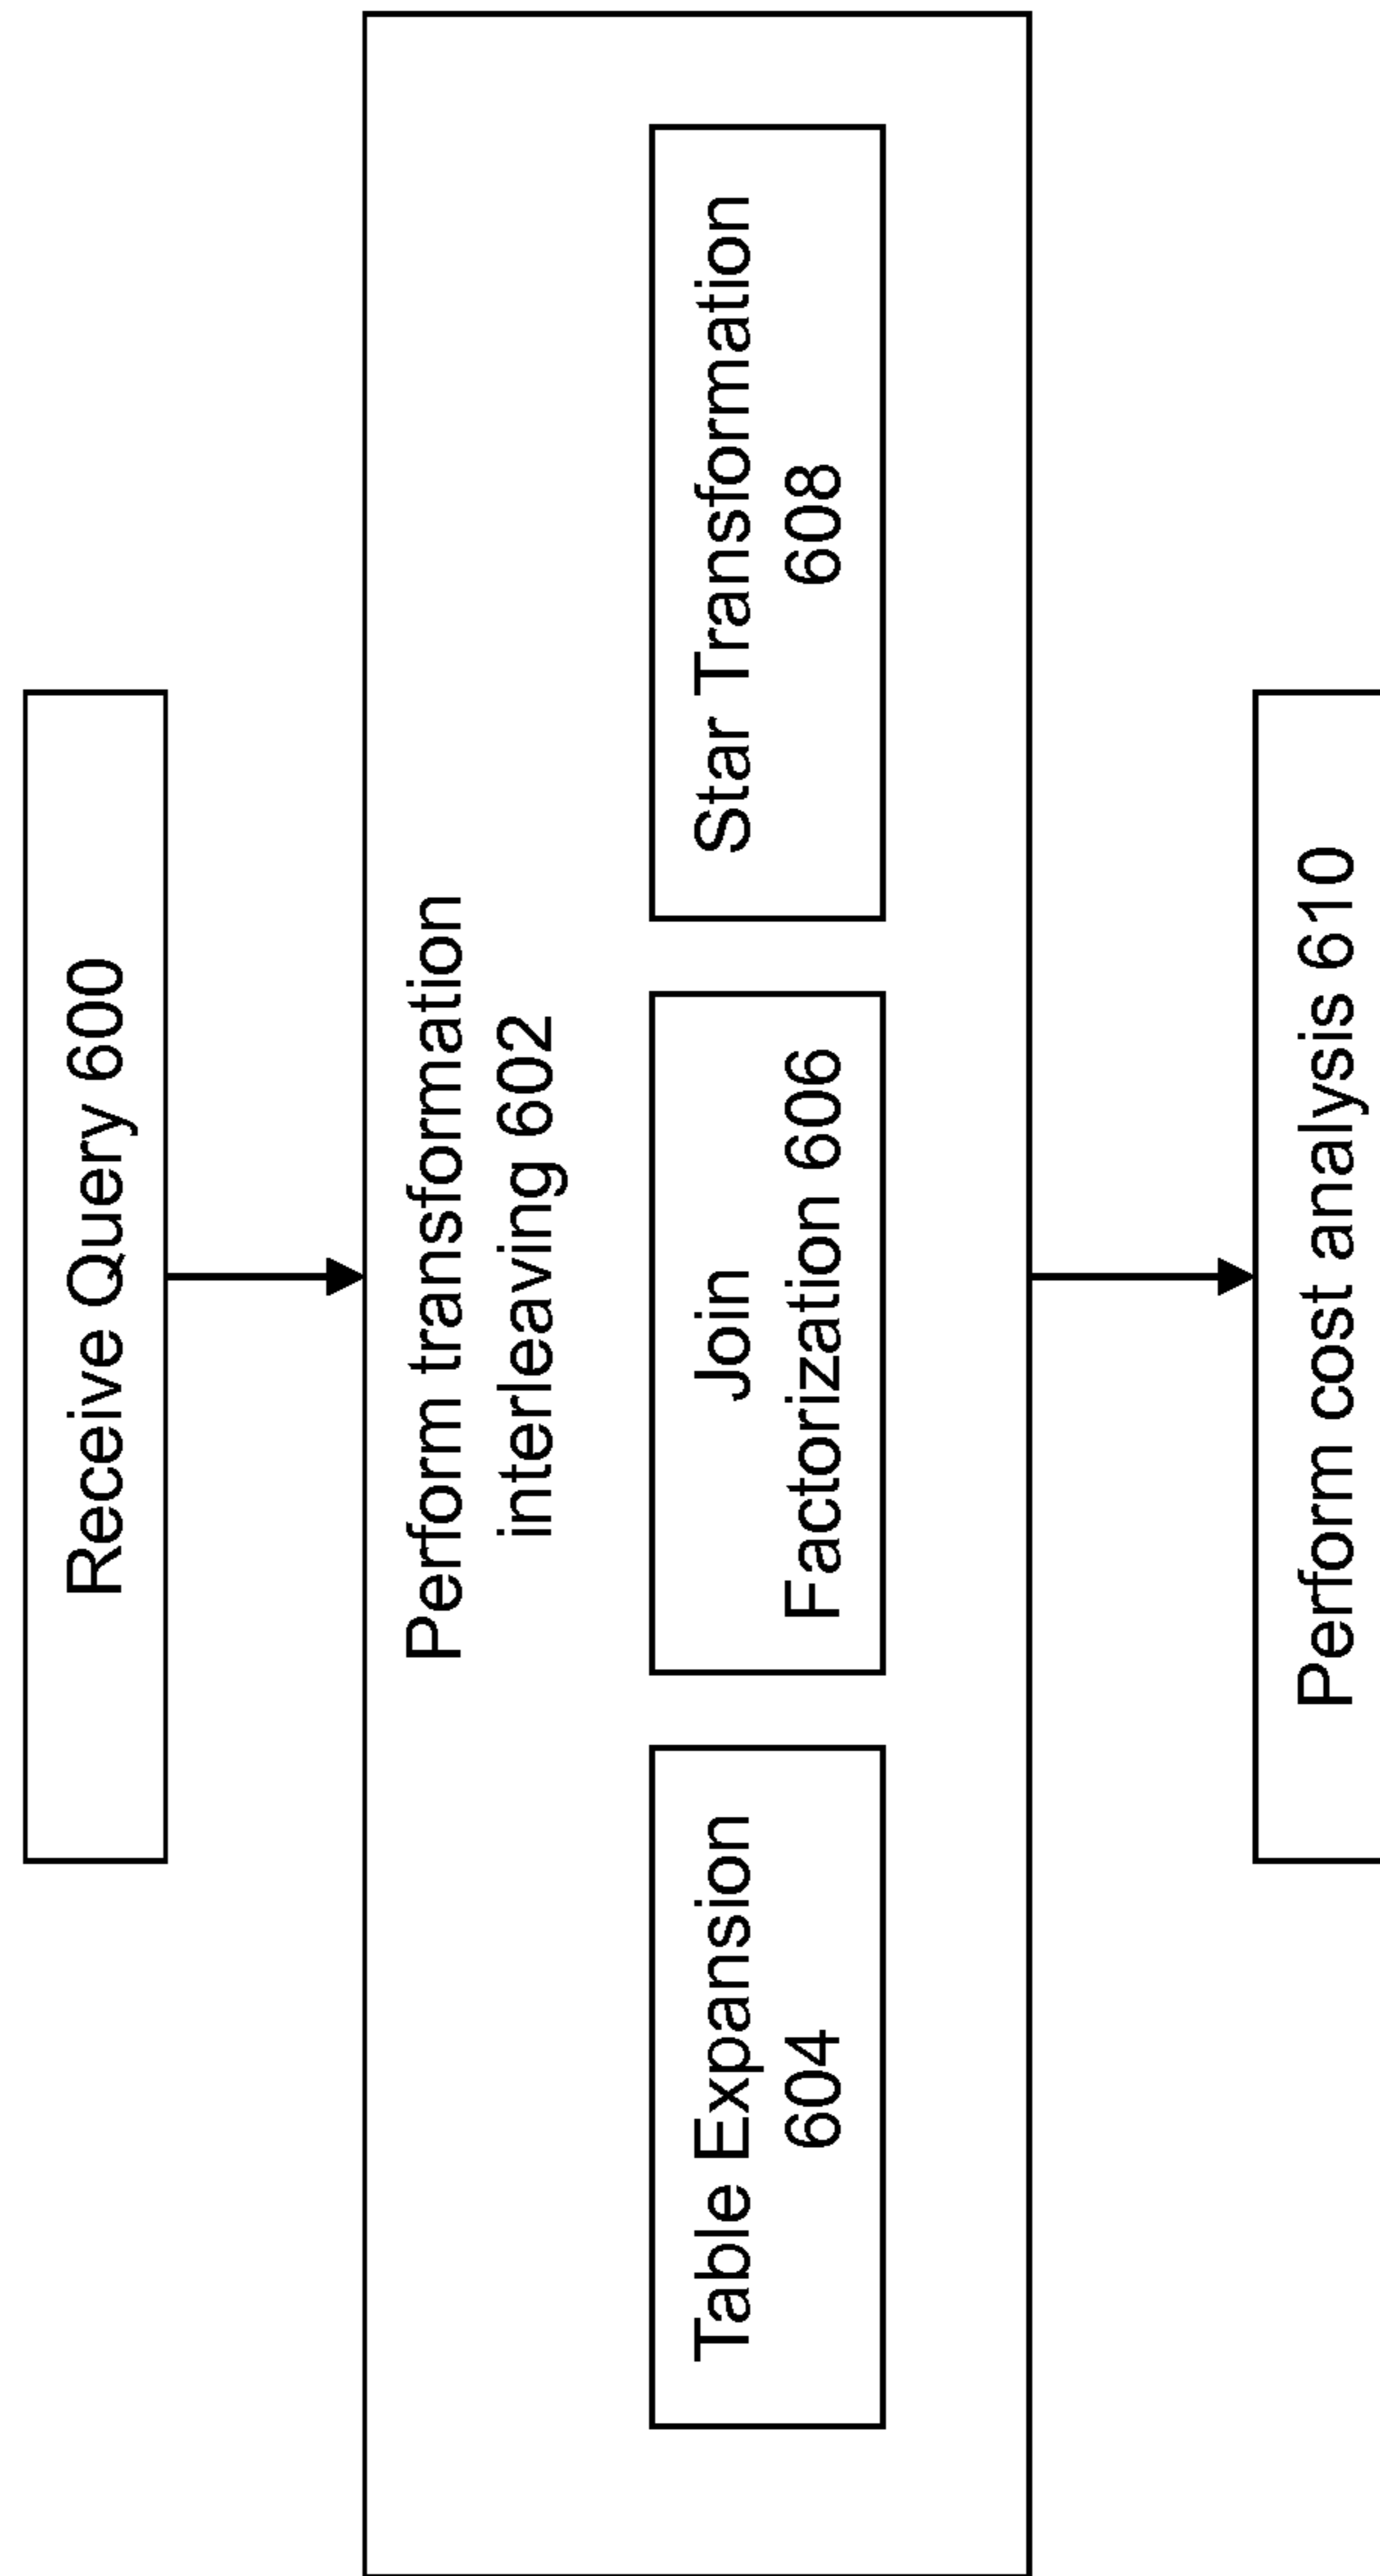 Receive Query 600
Perform transformation
interleaving 602
Table Expansion
604
Join
Factorization 606
Star Transformation
608
Perform cost analysis 610